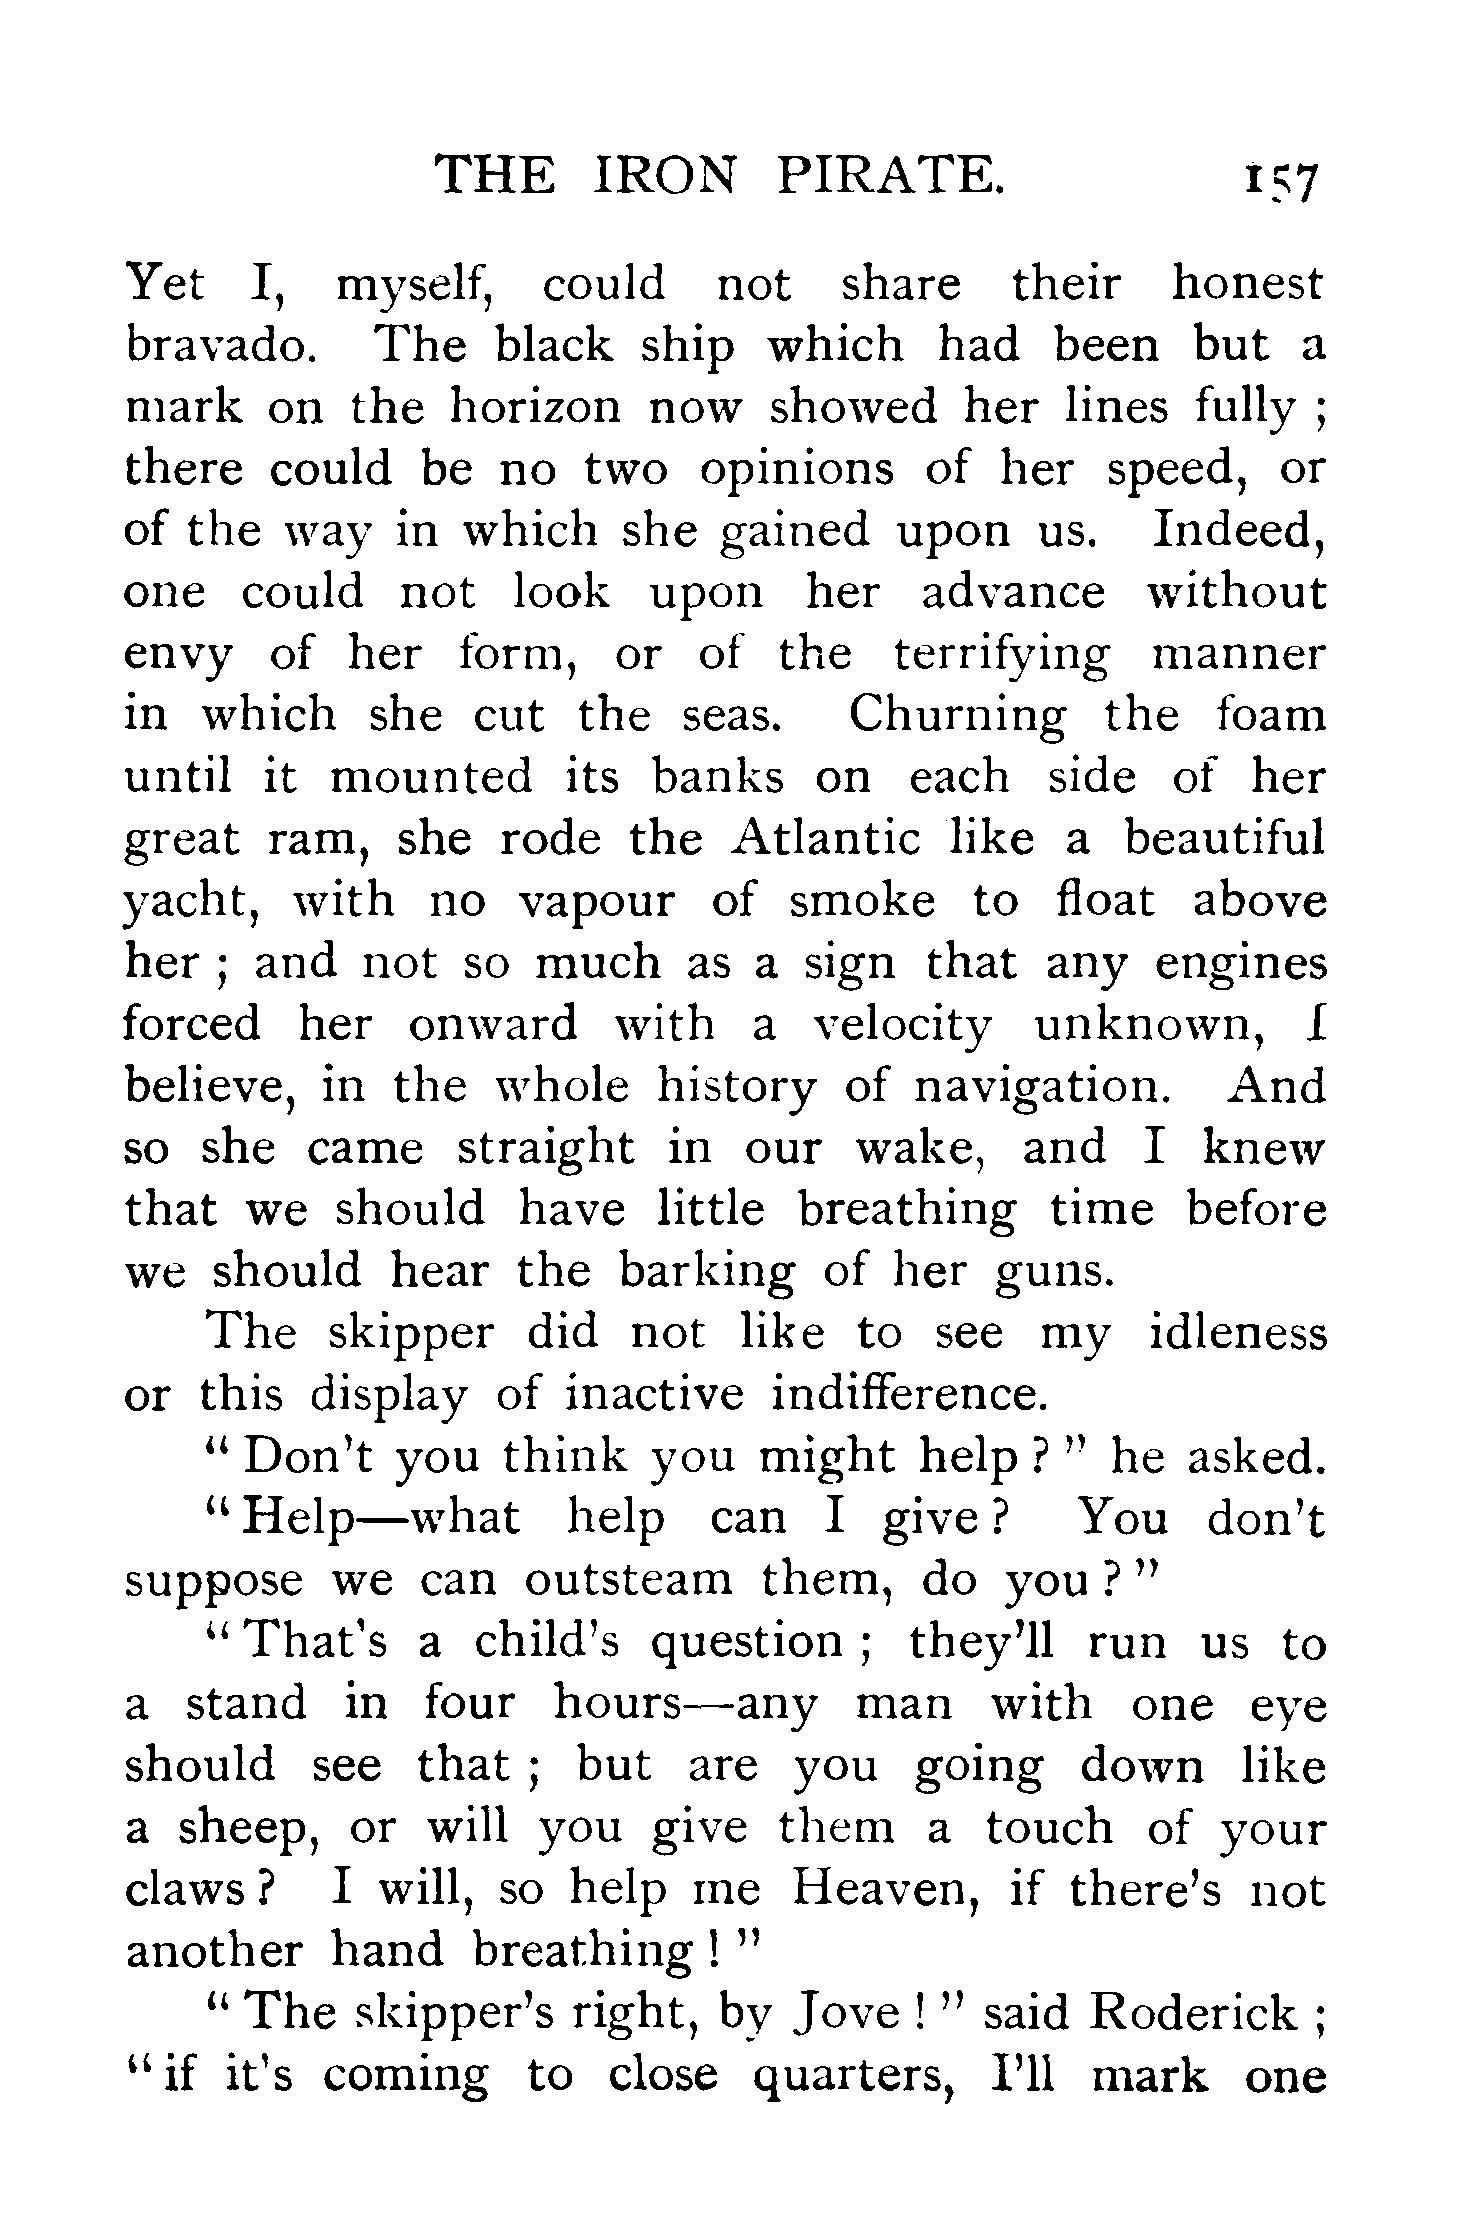 THE IRON PIRATE. 157
Yet I, myself, could not share their honest
bravado. The black ship which had been but a
mark on the horizon now showed her lines fully ;
there could be no two opinions of her speed, or
of the way in which she gained upon us. Indeed,
one could not look upon her advance without
envy of her form, or of the terrifying manner
in which she cut the seas. Churning the foam
until it mounted its banks on each side of her
great ram, she rode the Atlantic like a beautiful
yacht, with no vapour of smoke to float above
her ; and not so much as a sign that any engines
forced her onward with a velocity unknown, I
believe, in the whole history of navigation. And
so she came straight in our wake, and I knew
that we should have little breathing time before
we should hear the barking of her guns.
The skipper did not like to see my idleness
or this display of inactive indifference.
“ Don’t you think you might help ? ” he asked.
“ Help—what help can I give ? You don’t
suppose we can outsteam them, do you ? ”
“ That’s a child’s question ; they’ll run us to
a stand in four hours—any man with one eye
should see that ; but are you going down like
a sheep, or will you give them a touch of your
claws ? I will, so help me Heaven, if there’s not
another hand breathing ! ”
“ The skipper’s right, by Jove ! ” said Roderick ;
“ if it’s coming to close quarters, I’ll mark one